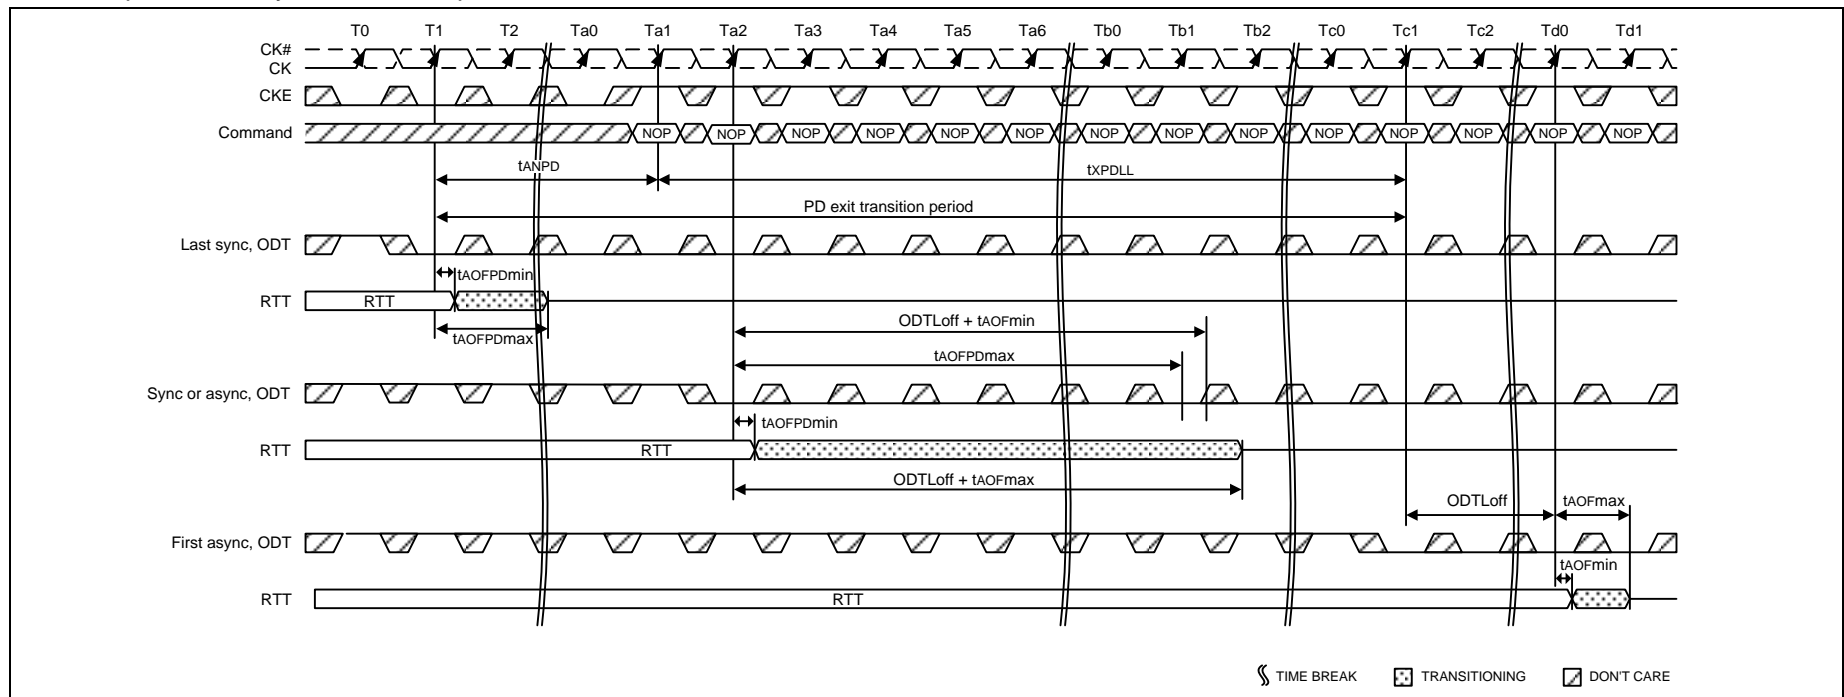 T0 T1 T2 Ta0 Ta1 Ta2 Ta3 Ta4 Ta5 Ta6 Tb0 Tb1 Tb2 Tc0 Tc1 Tc2 Td0 Td1
CK#
CK
CKE
Command NOP NOP NOP NOP NOP NOP NOP NOP NOP NOP NOP NOP NOP NOP
tANPD tXPDLL
PD exit transition period
Last sync, ODT
tAOFPDmin
RTT RTT
tAOFPDmax
ODTLoff + tAOFmin
tAOFPDmax
Sync or async, ODT
tAOFPDmin
RTT RTT
ODTLoff + tAOFmax
ODTLoff tAOFmax
First async, ODT
tAOFmin
RTT RTT
TIME BREAK TRANSITIONING DON'T CARE